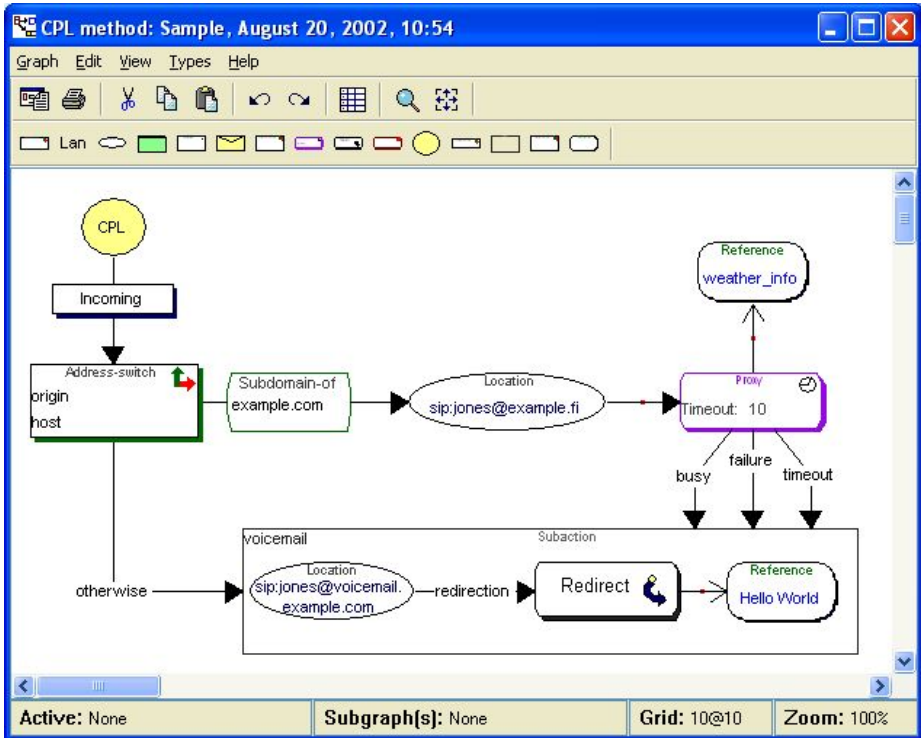 CPL method: Sample, August 20, 2002, 10:54
Graph Edit View Types Help
Lan
CPL
Incoming
Address-switch
origin
host
Subdomain-of
example.com
Location
sip:jones@example.fi
Reference
weather_info
Proxy
Timeout: 10
busy
failure
timeout
otherwise
voicemail
Subaction
Location
sip:jones@voicemail.
example.com
redirection
Redirect
Reference
Hello World
Active: None
Subgraph(s): None
Grid: 10@10
Zoom: 100%